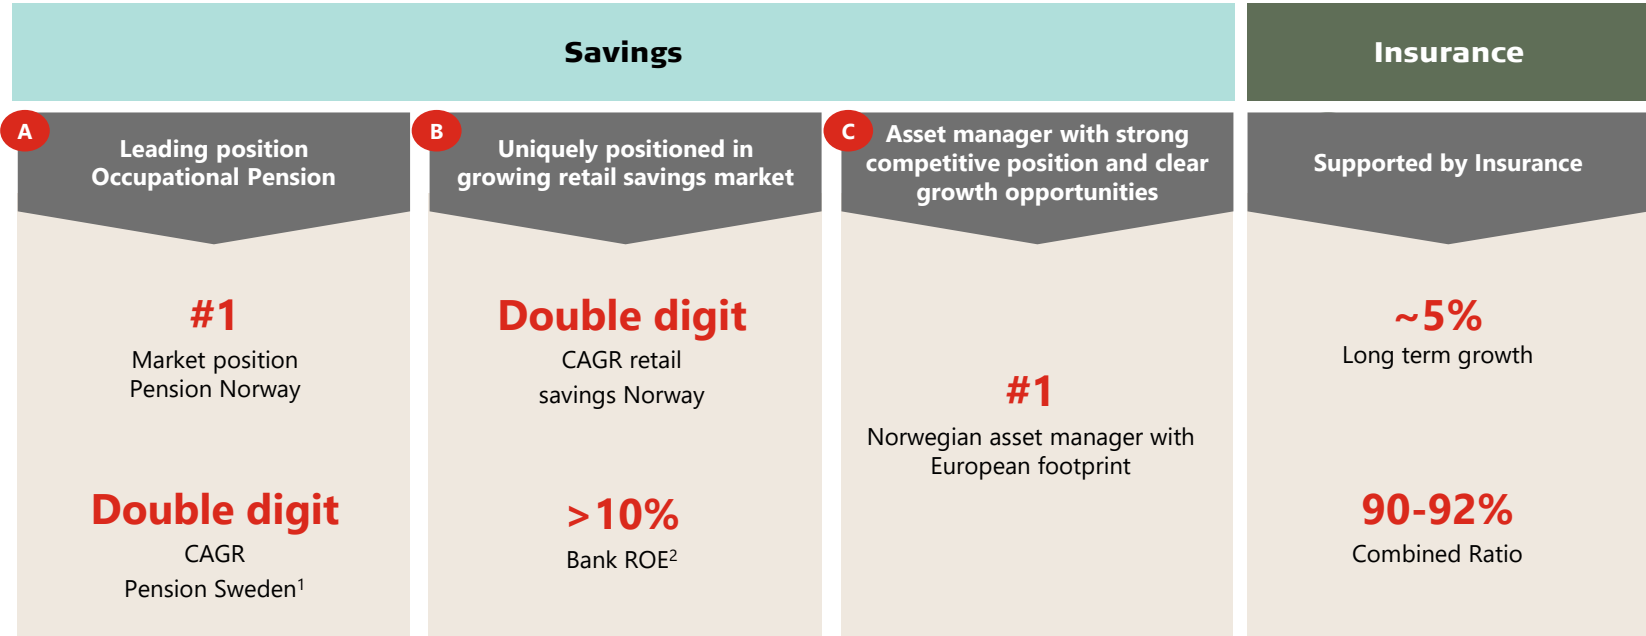 Savings
Insurance
A
Leading position
Occupational Pension
#1
Market position
Pension Norway
Double digit
CAGR
Pension Sweden¹
B
Uniquely positioned in
growing retail savings market
Double digit
CAGR retail
savings Norway
>10%
Bank ROE²
C
Asset manager with strong
competitive position and clear
growth opportunities
#1
Norwegian asset manager with
European footprint
Supported by Insurance
~5%
Long term growth
90-92%
Combined Ratio